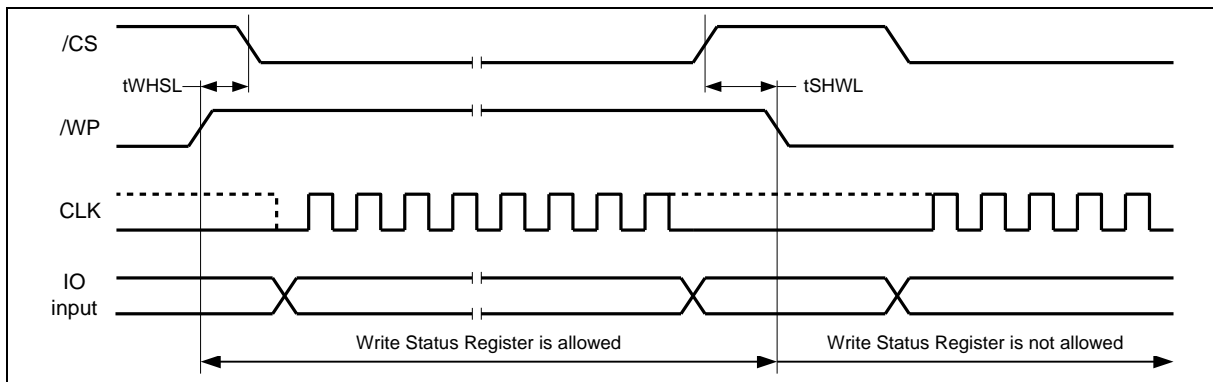 /CS
tWHSL
tSHWL
/WP
CLK
IO
input
Write Status Register is allowed
Write Status Register is not allowed